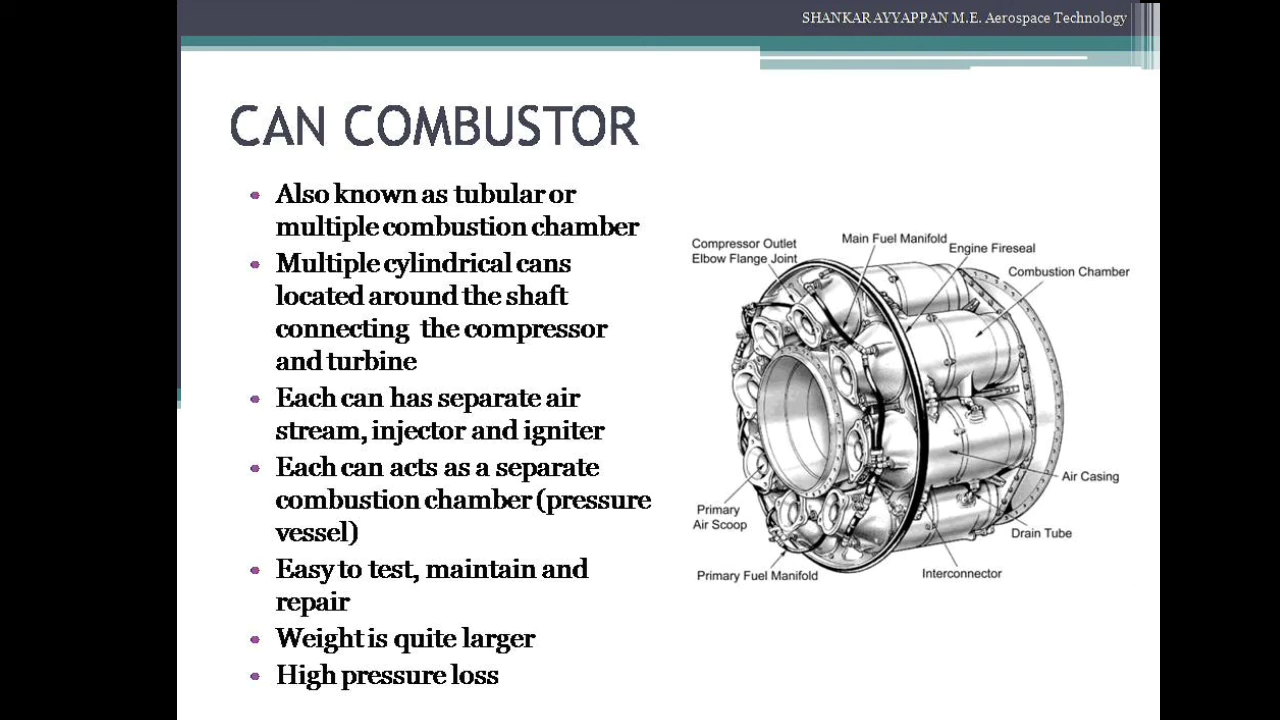 SHANKAR AYYAPPAN M.E. Aerospace Technology
CAN COMBUSTOR
• Also known as tubular or
multiple combustion chamber
• Multiple cylindrical cans
located around the shaft
connecting the compressor
and turbine
• Each can has separate air
stream, injector and igniter
• Each can acts as a separate
combustion chamber (pressure
vessel)
• Easy to test, maintain and
repair
• Weight is quite larger
• High pressure loss
Compressor Outlet
Elbow Flange Joint
Main Fuel Manifold
Engine Fireseal
Combustion Chamber
Air Casing
Primary
Air Scoop
Drain Tube
Primary Fuel Manifold
Interconnector